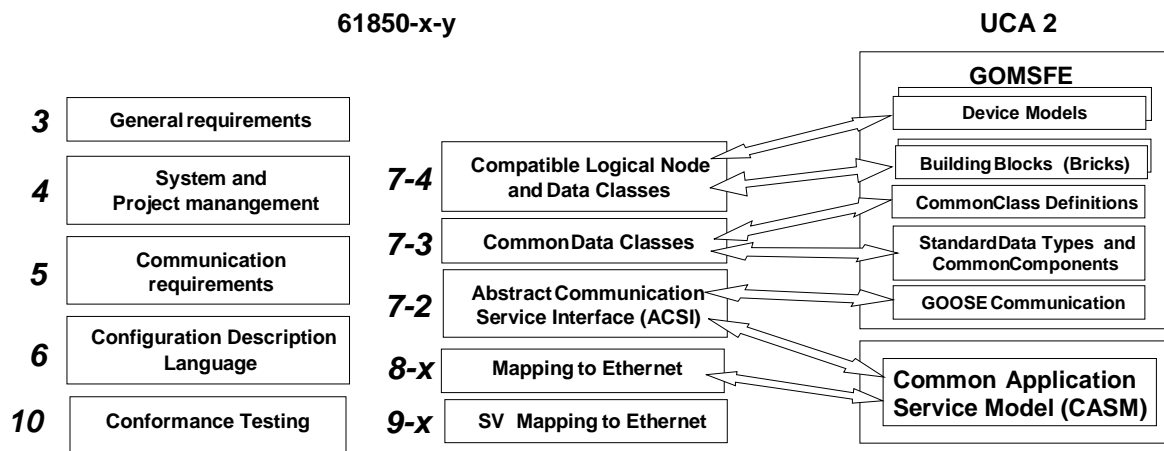 61850-x-y
UCA 2
3
General requirements
4
System and
Project manangement
5
Communication
requirements
6
Configuration Description
Language
10
Conformance Testing
7-4
Compatible Logical Node
and Data Classes
7-3
Common Data Classes
7-2
Abstract Communication
Service Interface (ACSI)
8-x
Mapping to Ethernet
9-x
SV Mapping to Ethernet
GOMSFE
Device Models
Building Blocks (Bricks)
CommonClass Definitions
StandardData Types and
CommonComponents
GOOSE Communication
Common Application
Service Model (CASM)